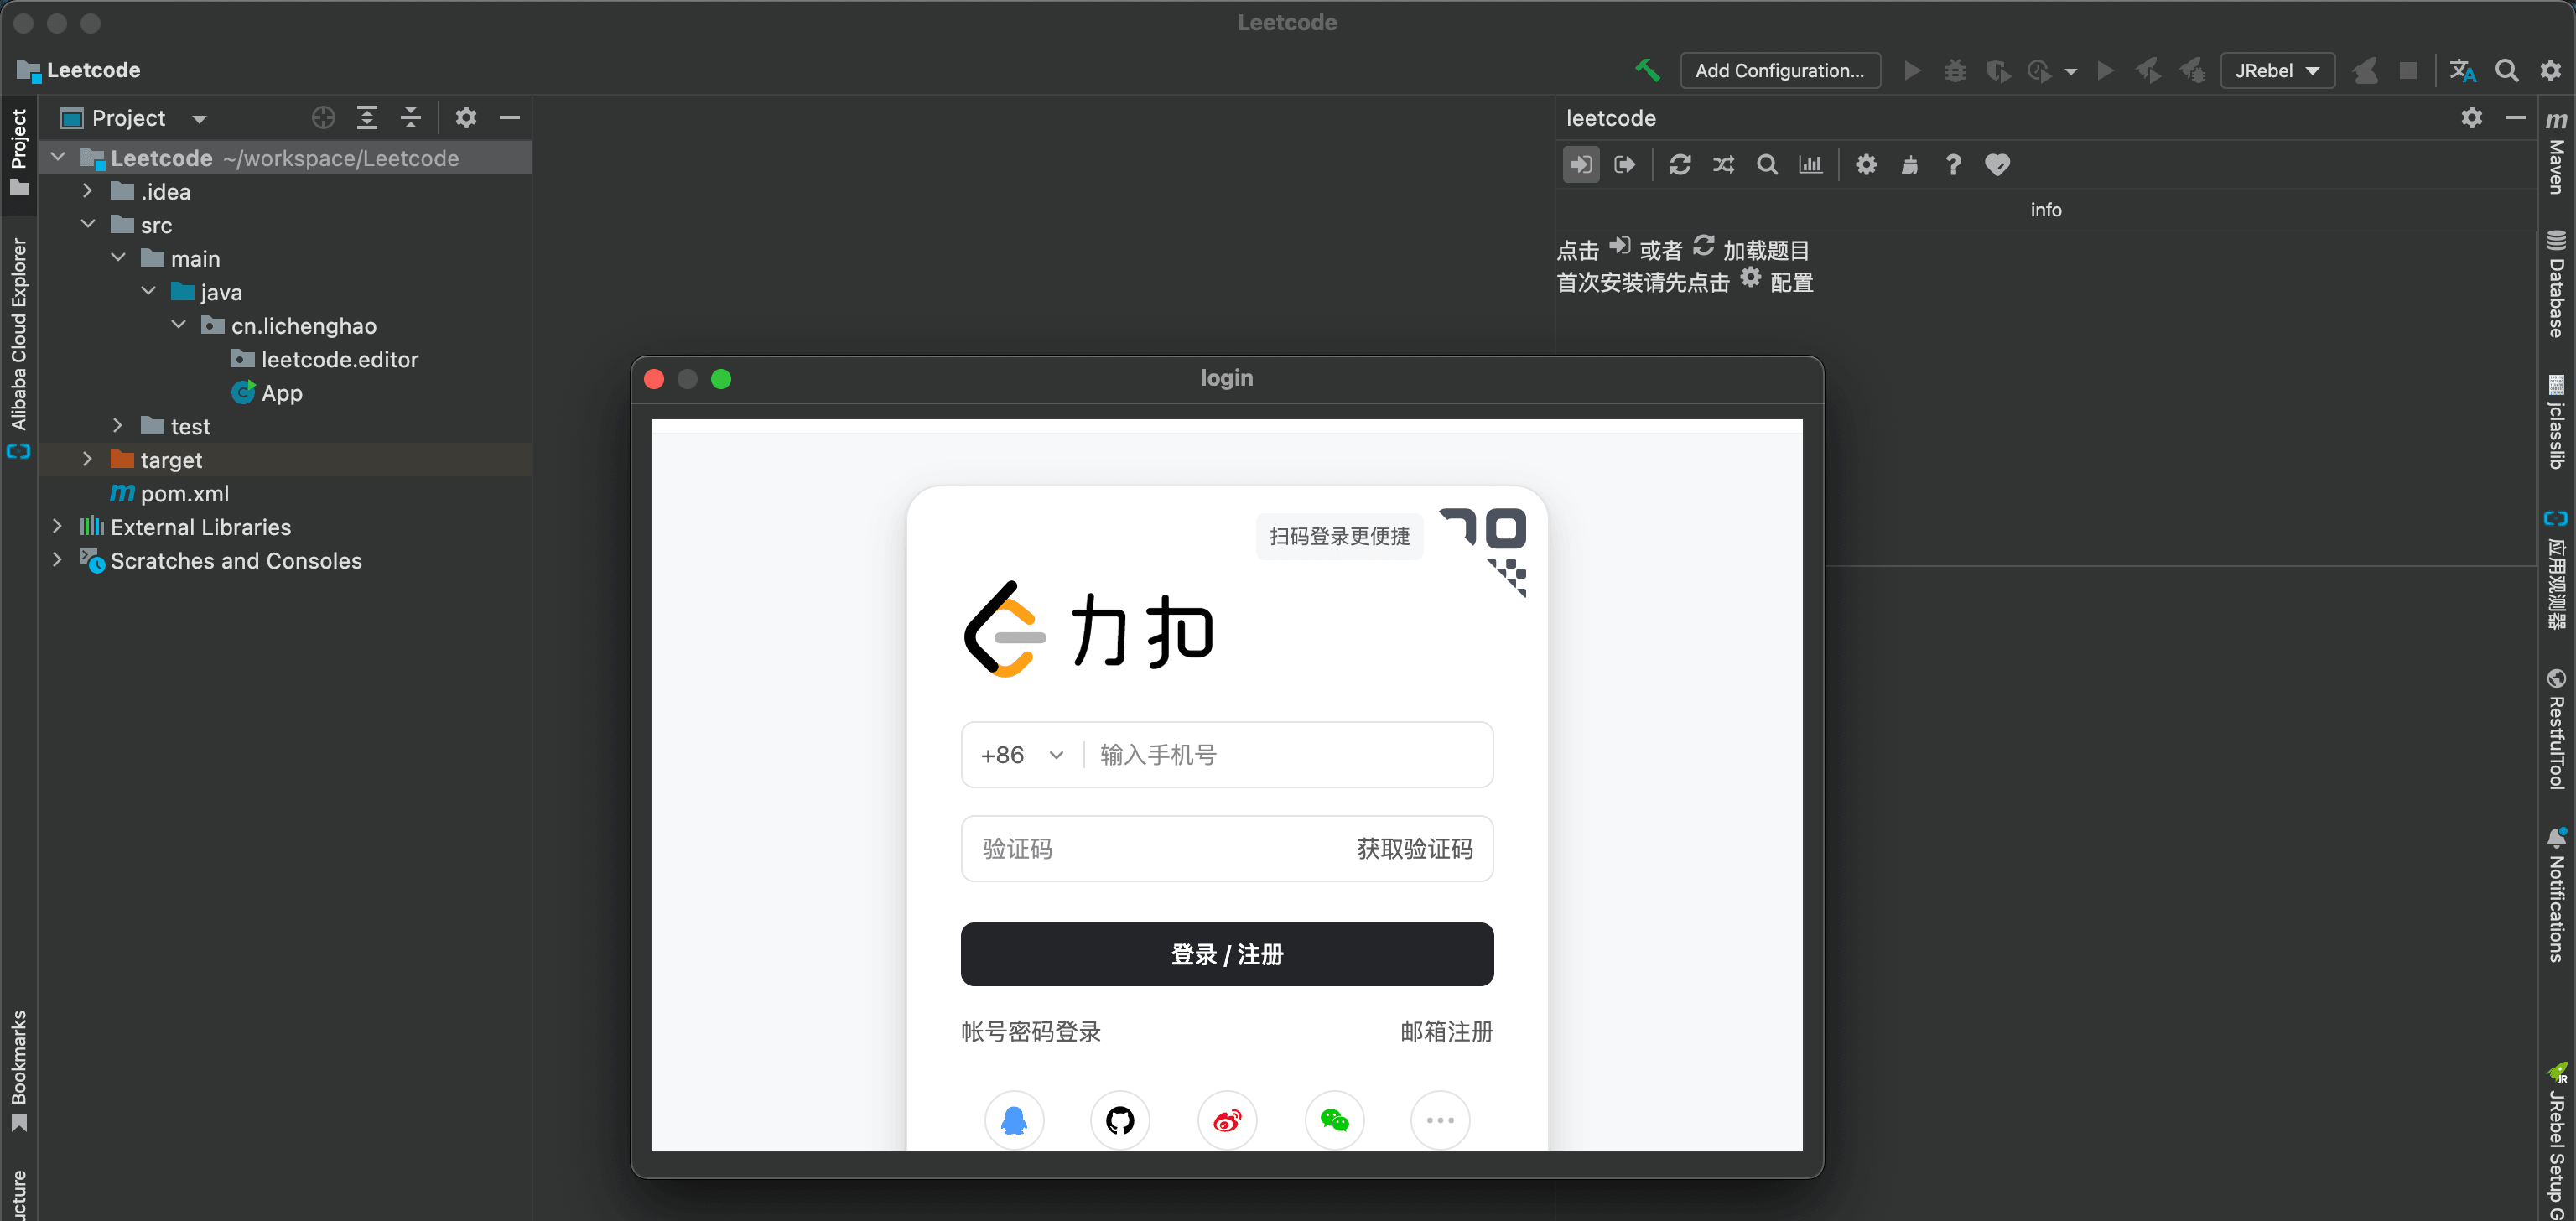 Leetcode
Leetcode
Add Configuration...
JRebel
Project
Project
Leetcode ~/workspace/Leetcode
.idea
src
main
java
cn.lichenghao
leetcode.editor
App
test
target
pom.xml
External Libraries
Scratches and Consoles
Alibaba Cloud Explorer
Bookmarks
ucture
leetcode
info
点击 或者 加载题目
首次安装请先点击 配置
login
扫码登录更便捷
力扣
+86 输入手机号
验证码 获取验证码
登录 / 注册
帐号密码登录 邮箱注册
Maven
Database
jclasslib
应用观测器
RestfulTool
Notifications
JRebel Setup G